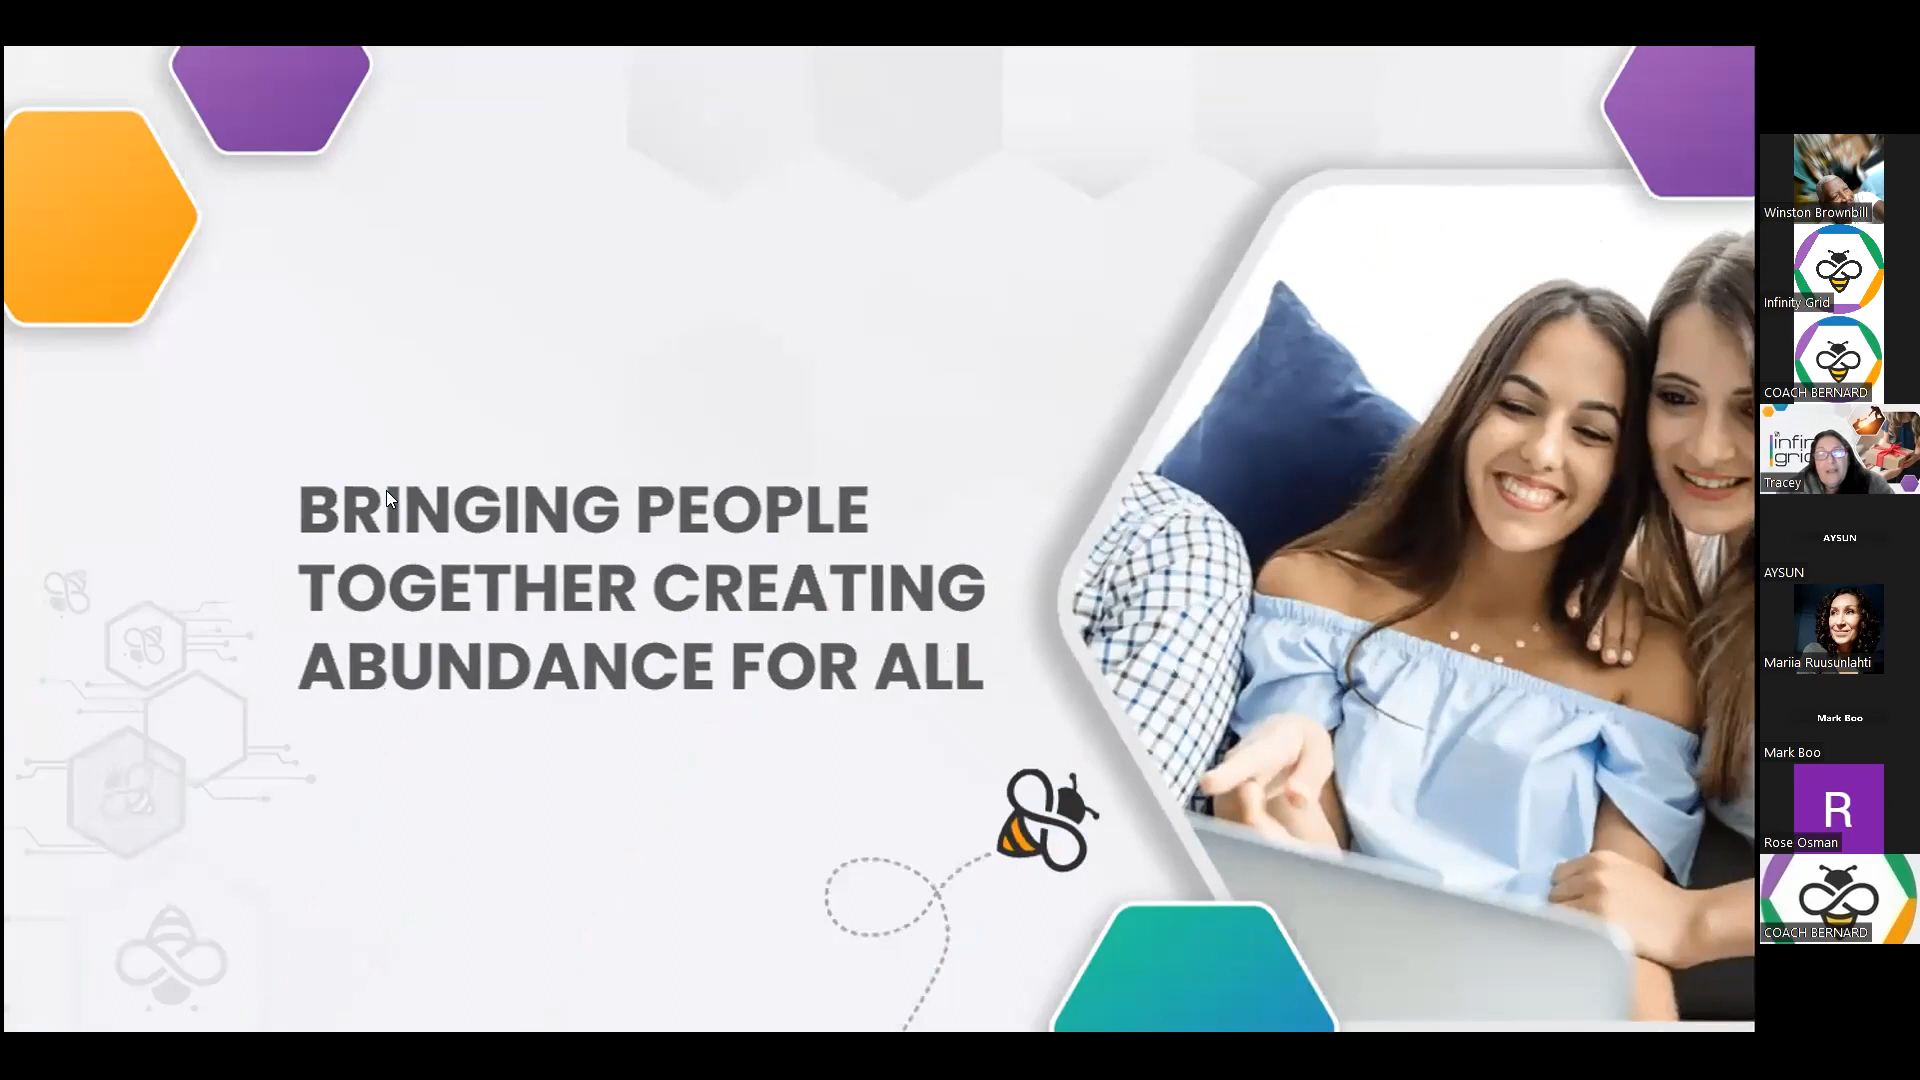 BRINGING PEOPLE
TOGETHER CREATING
ABUNDANCE FOR ALL
Winston Brownbill
Infinity Grid
COACH BERNARD
Tracey
AYSUN
AYSUN
Mariia Ruusunlahti
Mark Boo
Mark Boo
R
Rose Osman
COACH BERNARD